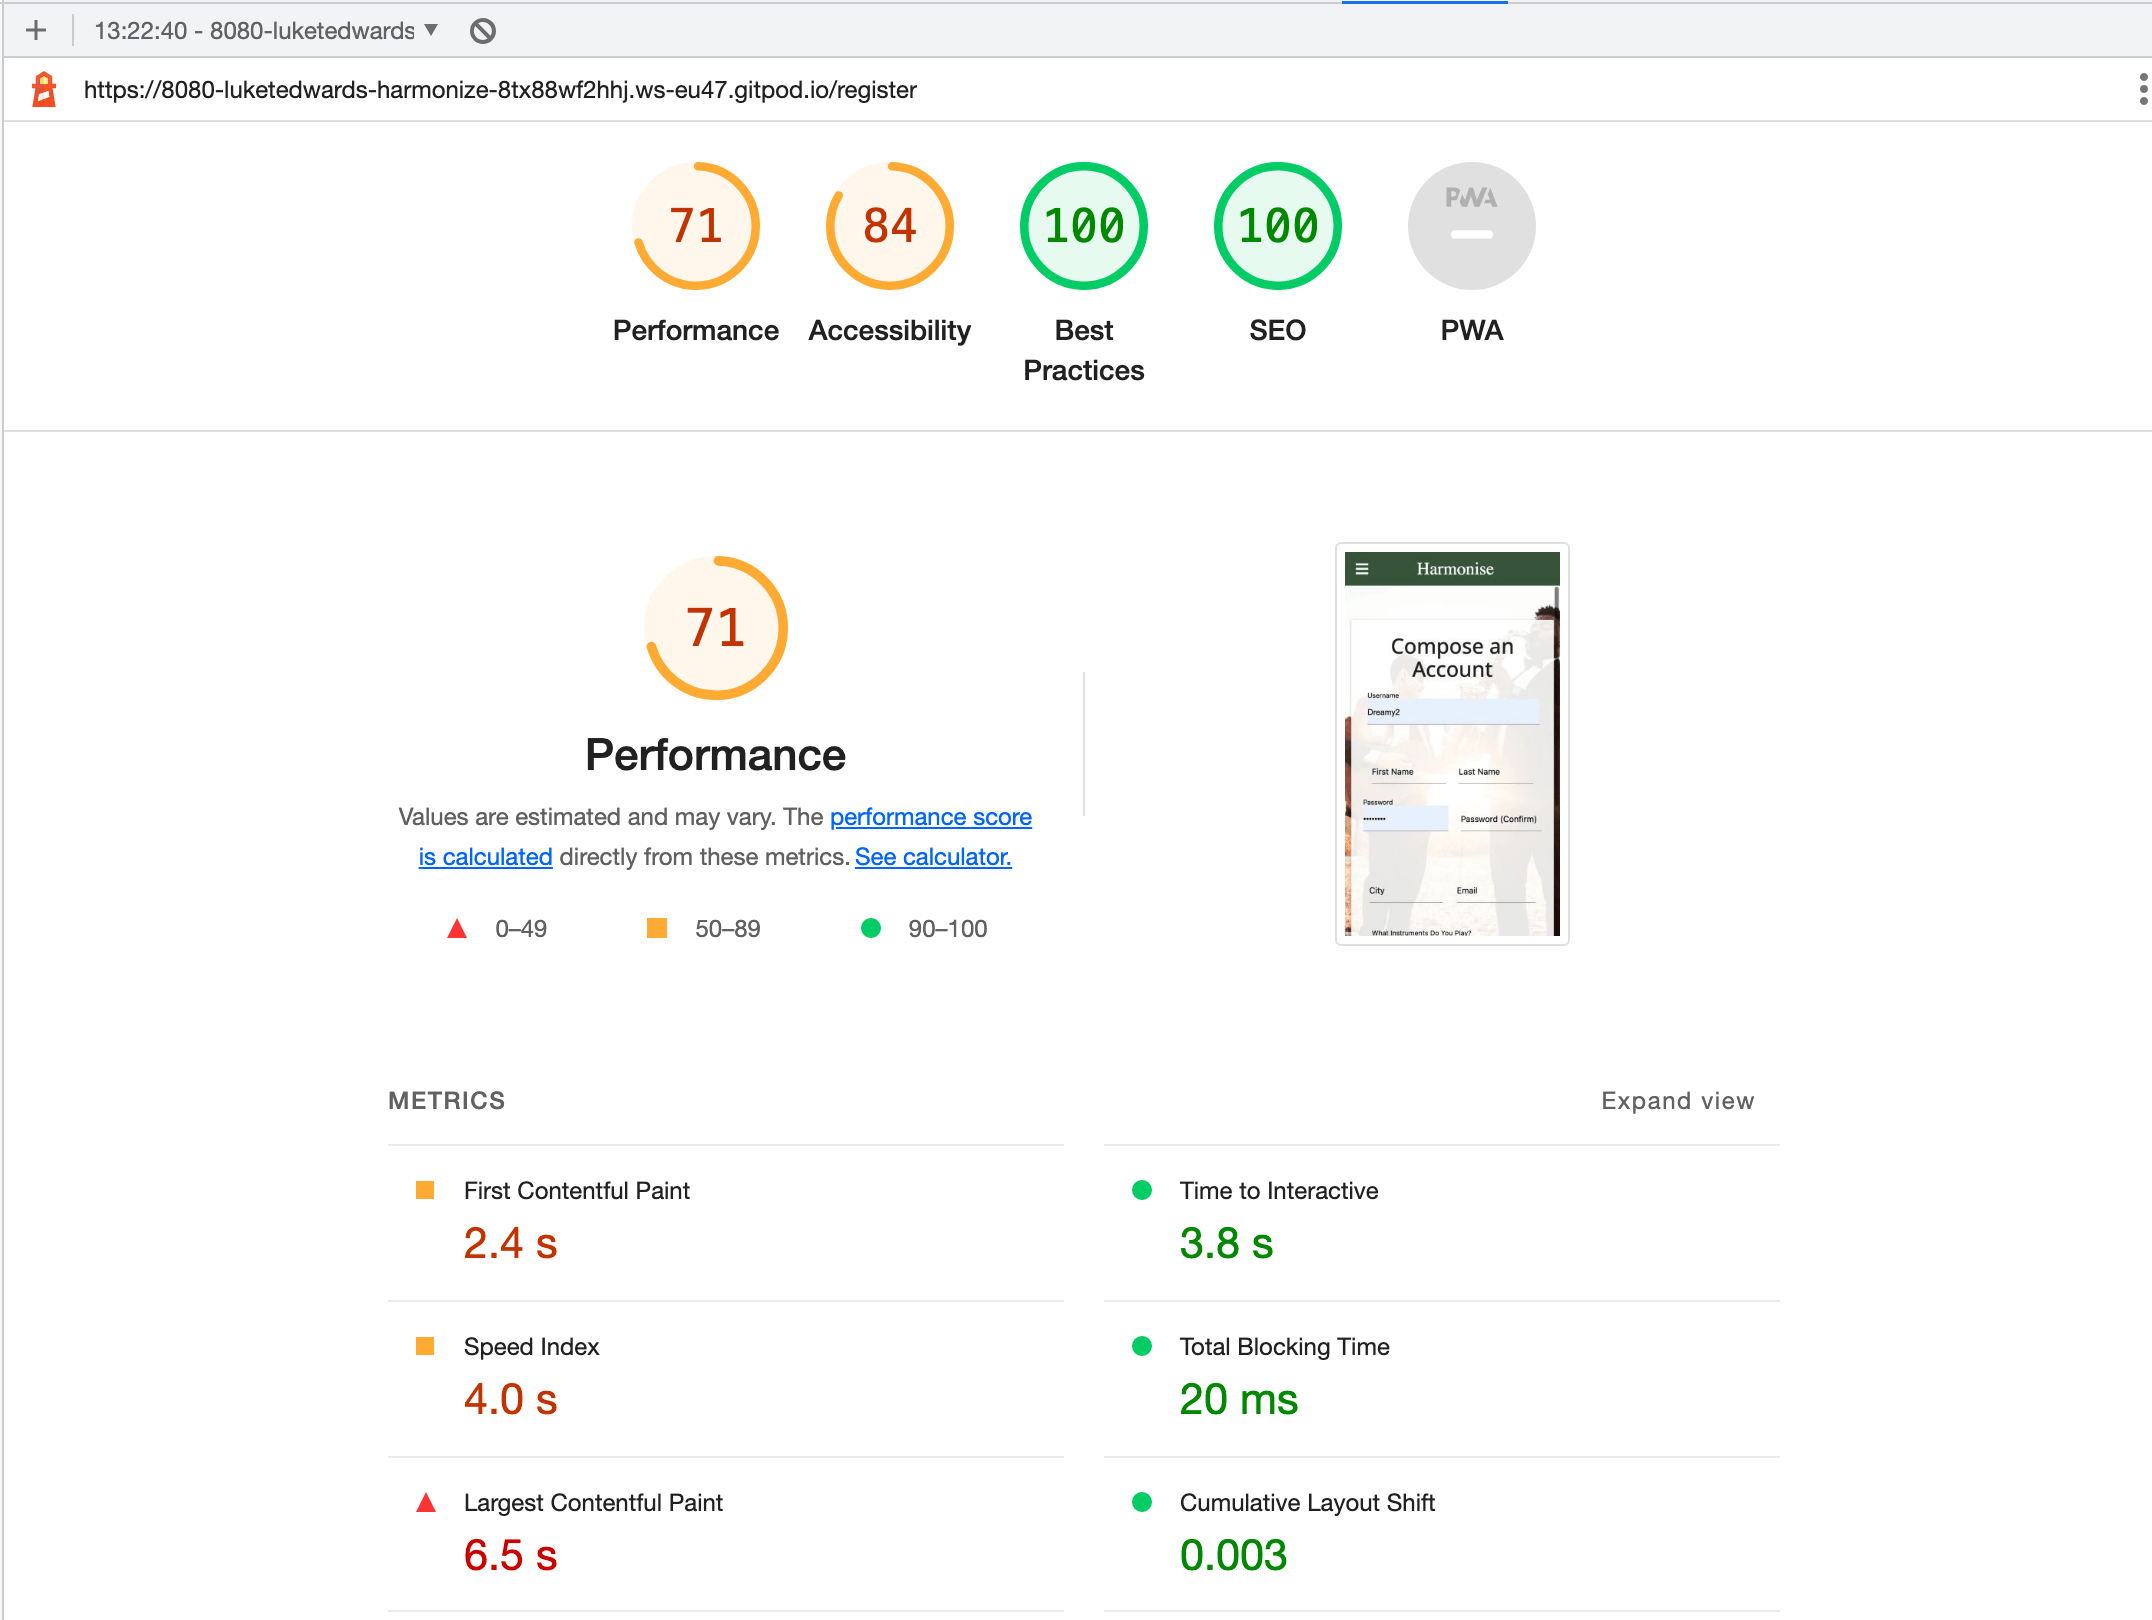 13:22:40 - 8080-luketedwards
https://8080-luketedwards-harmonize-8tx88wf2hhj.ws-eu47.gitpod.io/register
71
84
100
100
PWA
Performance
Accessibility
Best
Practices
SEO
PWA
71
Performance
Values are estimated and may vary. The performance score
is calculated directly from these metrics. See calculator.
0–49
50–89
90–100
Harmonise
Compose an
Account
Username
Dreamy2
First Name
Last Name
Password
••••••••
Password (Confirm)
City
Email
What Instruments Do You Play?
METRICS
Expand view
First Contentful Paint
2.4 s
Time to Interactive
3.8 s
Speed Index
4.0 s
Total Blocking Time
20 ms
Largest Contentful Paint
6.5 s
Cumulative Layout Shift
0.003